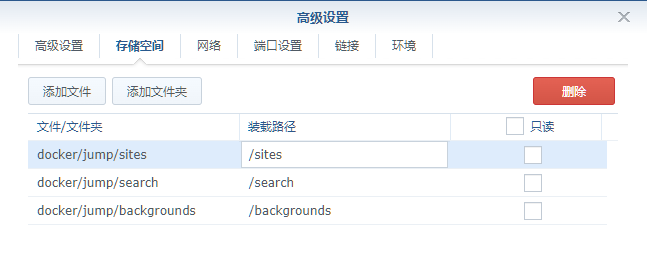 高级设置
高级设置 存储空间 网络 端口设置 链接 环境
添加文件 添加文件夹 删除
文件/文件夹 装载路径 只读
docker/jump/sites /sites
docker/jump/search /search
docker/jump/backgrounds /backgrounds